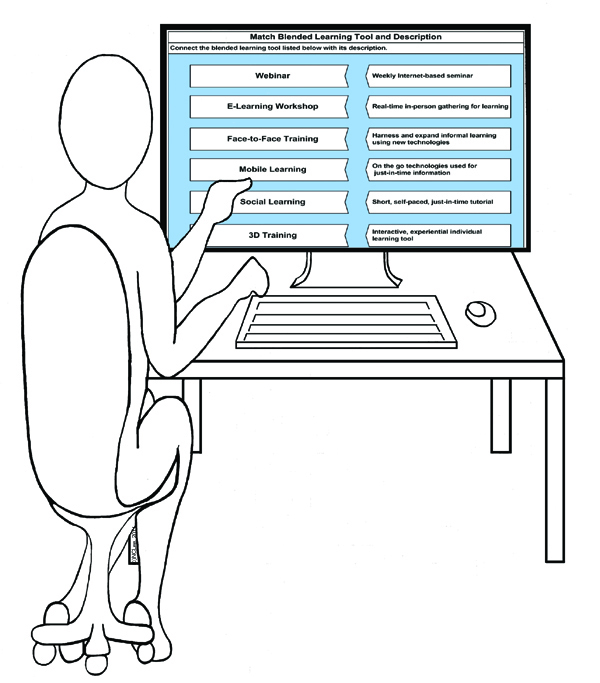 Match Blended Learning Tool and Description
Connect the blended learning tool listed below with its description.
Webinar
Weekly Internet-based seminar
E-Learning Workshop
Real-time in-person gathering for learning
Face-to-Face Training
Harness and expand informal learning
using new technologies
Mobile Learning
On the go technologies used for
just-in-time information
Social Learning
Short, self-paced, just-in-time tutorial
3D Training
Interactive, experiential individual
learning tool